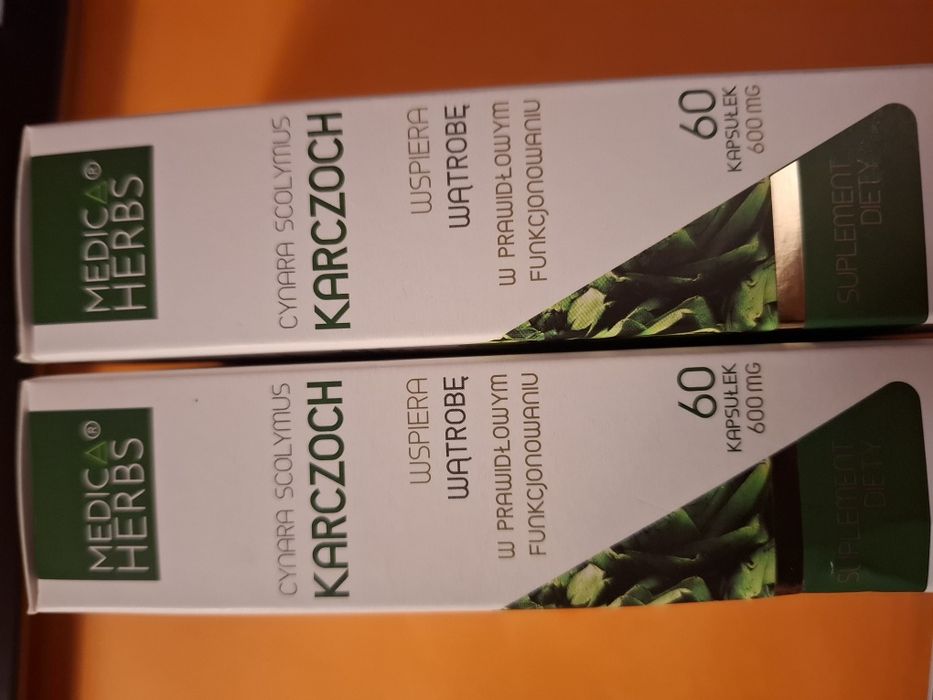 MEDICA®
HERBS
CYNARA SCOLYMUS
KARCZOCH
WSPIERA
WĄTROBĘ
W PRAWIDŁOWYM
FUNKCJONOWANIU
60
KAPSUŁEK
600 MG
SUPLEMENT
DIETY
MEDICA®
HERBS
CYNARA SCOLYMUS
KARCZOCH
WSPIERA
WĄTROBĘ
W PRAWIDŁOWYM
FUNKCJONOWANIU
60
KAPSUŁEK
600 MG
SUPLEMENT
DIETY